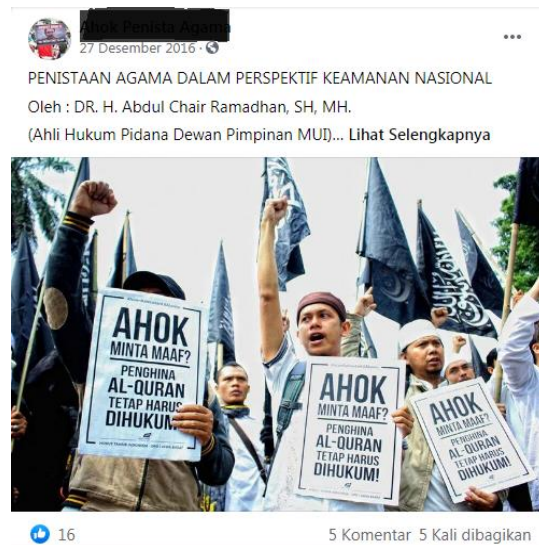 Ahok Penista Agama
27 Desember 2016 ·
PENISTAAN AGAMA DALAM PERSPEKTIF KEAMANAN NASIONAL
Oleh : DR. H. Abdul Chair Ramadhan, SH, MH.
(Ahli Hukum Pidana Dewan Pimpinan MUI)... Lihat Selengkapnya
AHOK
MINTA MAAF?
PENGHINA
AL-QURAN
TETAP HARUS
DIHUKUM!
AHOK
MINTA MAAF?
PENGHINA
AL-QURAN
TETAP HARUS
DIHUKUM!
AHOK
MINTA MAAF?
PENGHINA
AL-QURAN
TETAP HARUS
DIHUKUM!
16
5 Komentar 5 Kali dibagikan